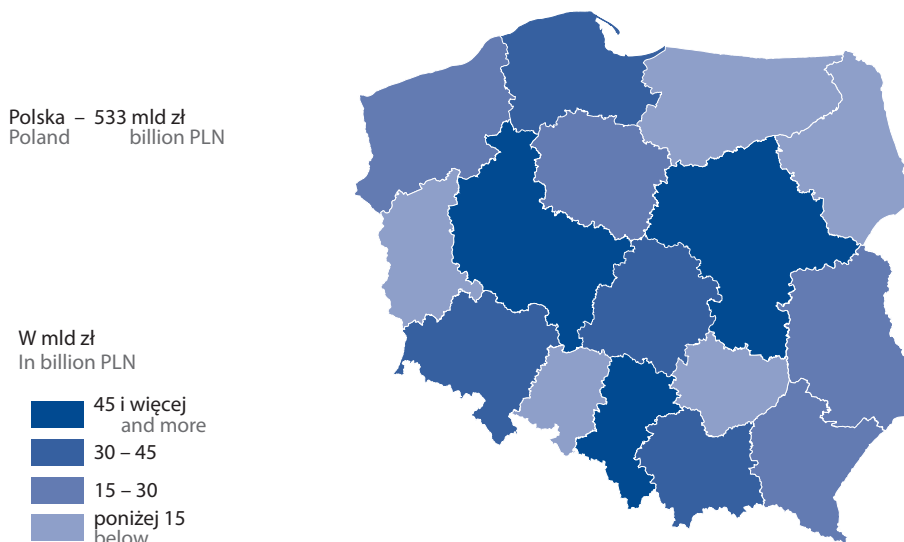 Polska – 533 mld zł
Poland billion PLN
W mld zł
In billion PLN
45 i więcej
and more
30 – 45
15 – 30
poniżej 15
below